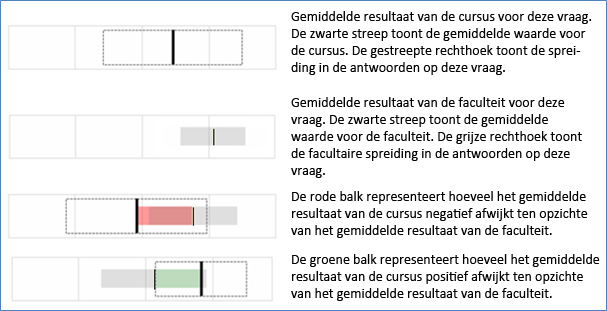 Gemiddelde resultaat van de cursus voor deze vraag.
De zwarte streep toont de gemiddelde waarde voor
de cursus. De gestreepte rechthoek toont de sprei-
ding in de antwoorden op deze vraag.
Gemiddelde resultaat van de faculteit voor deze
vraag. De zwarte streep toont de gemiddelde
waarde voor de faculteit. De grijze rechthoek toont
de facultaire spreiding in de antwoorden op deze
vraag.
De rode balk representeert hoeveel het gemiddelde
resultaat van de cursus negatief afwijkt ten opzichte
van het gemiddelde resultaat van de faculteit.
De groene balk representeert hoeveel het gemiddelde
resultaat van de cursus positief afwijkt ten opzichte
van het gemiddelde resultaat van de faculteit.